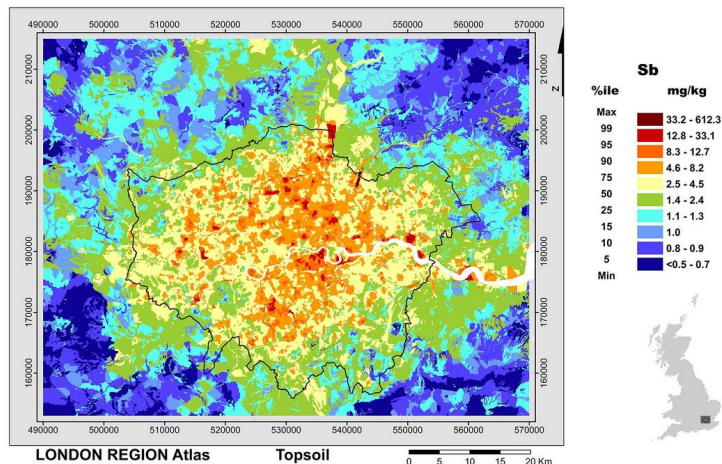 490000 500000 510000 520000 530000 540000 550000 560000 570000
210000 200000 190000 180000 170000 160000
210000 200000 190000 180000 170000 160000
490000 500000 510000 520000 530000 540000 550000 560000 570000
Z
LONDON REGION Atlas Topsoil
0 5 10 15 20 Km
Sb
%ile mg/kg
Max
33.2 - 612.3
99
12.8 - 33.1
95
8.3 - 12.7
90
4.6 - 8.2
75
2.5 - 4.5
50
1.4 - 2.4
25
1.1 - 1.3
15
1.0
10
0.8 - 0.9
5
<0.5 - 0.7
Min